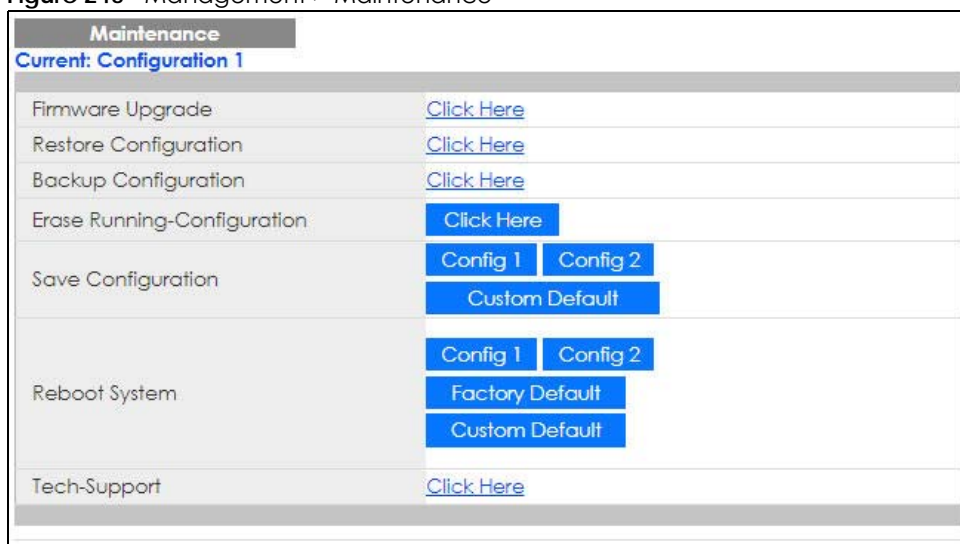 Maintenance
Current: Configuration 1
Firmware Upgrade Click Here
Restore Configuration Click Here
Backup Configuration Click Here
Erase Running-Configuration Click Here
Save Configuration Config 1 Config 2
Custom Default
Reboot System Config 1 Config 2
Factory Default
Custom Default
Tech-Support Click Here